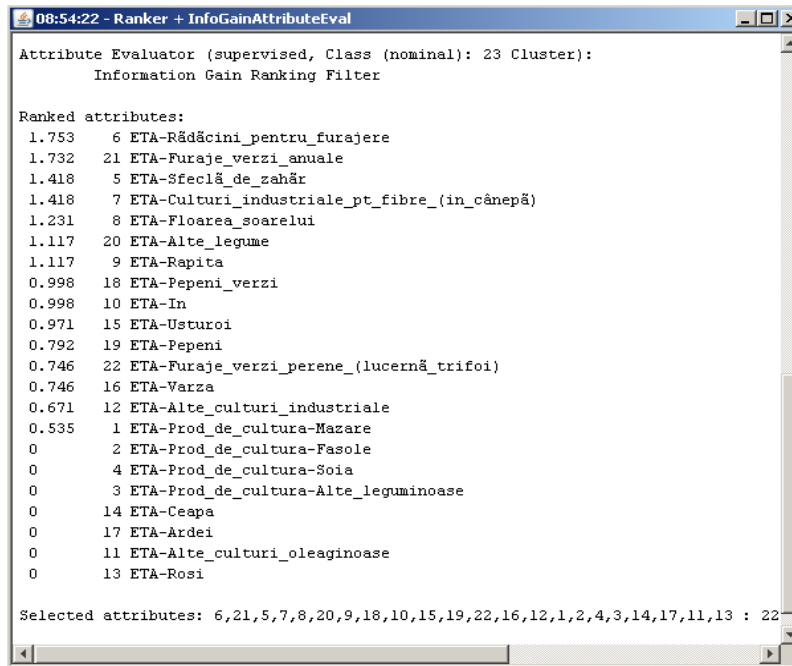 08:54:22 - Ranker + InfoGainAttributeEval
Attribute Evaluator (supervised, Class (nominal): 23 Cluster):
Information Gain Ranking Filter
Ranked attributes:
1.753 6 ETA-Rãdãcini_pentru_furajere
1.732 21 ETA-Furaje_verzi_anuale
1.418 5 ETA-Sfeclã_de_zahãr
1.418 7 ETA-Culturi_industriale_pt_fibre_(in_cânepã)
1.231 8 ETA-Floarea_soarelui
1.117 20 ETA-Alte_legume
1.117 9 ETA-Rapita
0.998 18 ETA-Pepeni_verzi
0.998 10 ETA-In
0.971 15 ETA-Usturoi
0.792 19 ETA-Pepeni
0.746 22 ETA-Furaje_verzi_perene_(lucernã_trifoi)
0.746 16 ETA-Varza
0.671 12 ETA-Alte_culturi_industriale
0.535 1 ETA-Prod_de_cultura-Mazare
0 2 ETA-Prod_de_cultura-Fasole
0 4 ETA-Prod_de_cultura-Soia
0 3 ETA-Prod_de_cultura-Alte_leguminoase
0 14 ETA-Ceapa
0 17 ETA-Ardei
0 11 ETA-Alte_culturi_oleaginoase
0 13 ETA-Rosi
Selected attributes: 6,21,5,7,8,20,9,18,10,15,19,22,16,12,1,2,4,3,14,17,11,13 : 22